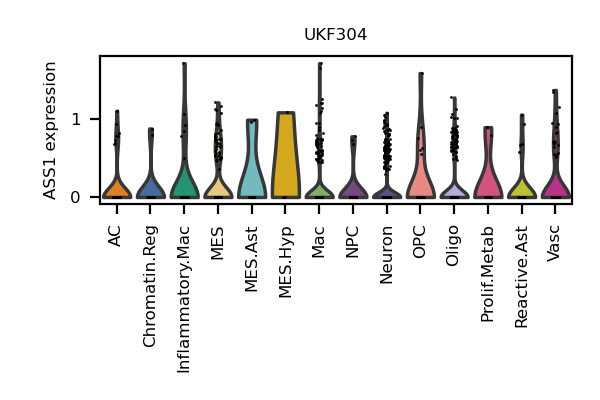 UKF304
ASS1 expression
1
0
AC
Chromatin.Reg
Inflammatory.Mac
MES
MES.Ast
MES.Hyp
Mac
NPC
Neuron
OPC
Oligo
Prolif.Metab
Reactive.Ast
Vasc